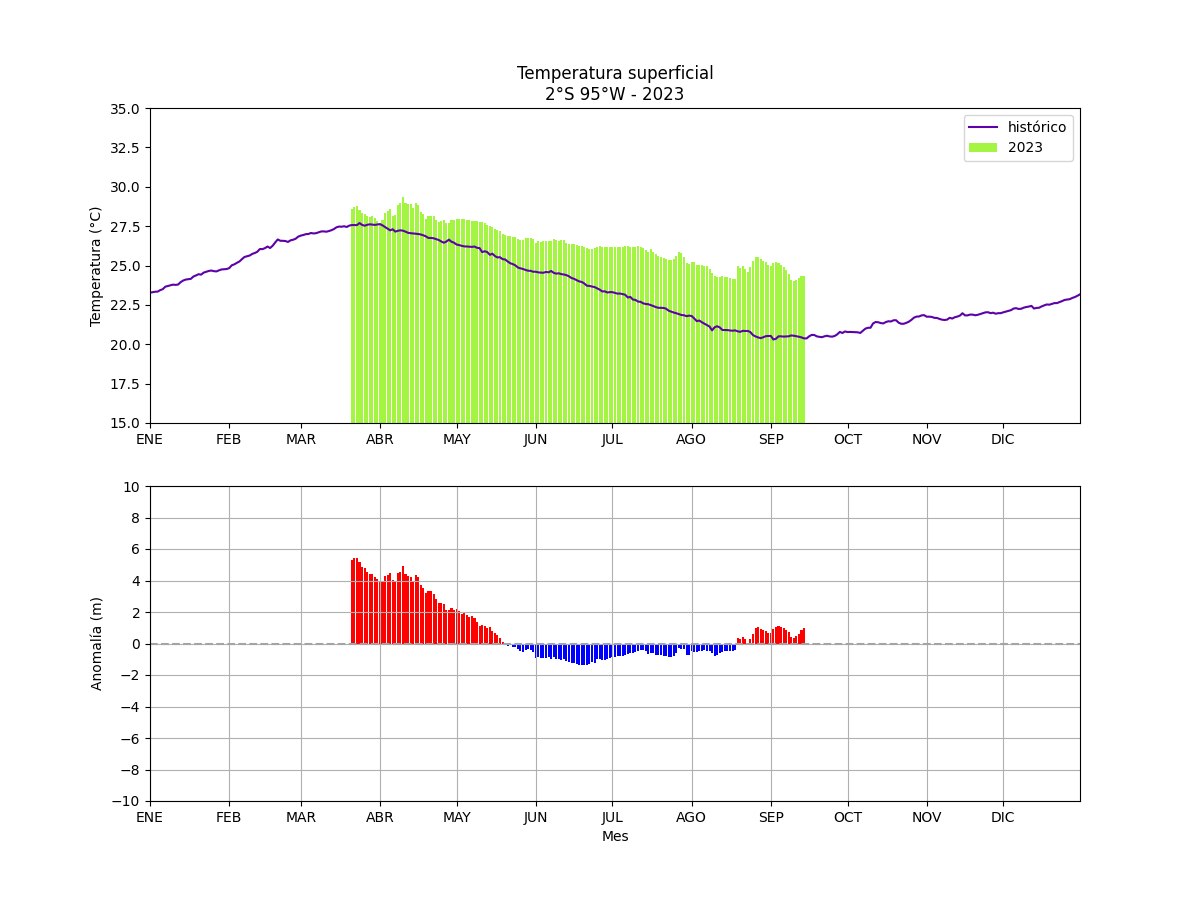 Temperatura superficial
2°S 95°W - 2023
35.0
32.5
30.0
27.5
25.0
22.5
20.0
17.5
15.0
Temperatura (°C)
histórico
2023
ENE FEB MAR ABR MAY JUN JUL AGO SEP OCT NOV DIC
10
8
6
4
2
0
−2
−4
−6
−8
−10
Anomalía (m)
ENE FEB MAR ABR MAY JUN JUL AGO SEP OCT NOV DIC
Mes